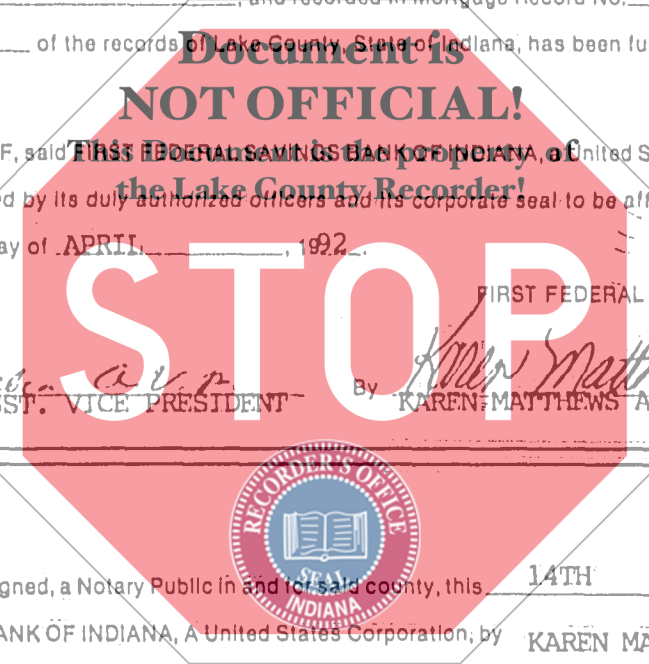 , and recorded in Mortgage Record No.
of the records of Lake County, State of Indiana, has been fu
Document is
NOT OFFICIAL!
F, said FIRST FEDERAL SAVINGS BANK OF INDIANA, a United S
This Document is the property of
the Lake County Recorder!
d by its duly authorized officers and its corporate seal to be aff
ay of APRIL, 1992.
STOP
FIRST FEDERAL
Karen Matth
By
ST. VICE PRESIDENT KAREN MATTHEWS A
RECORDER'S OFFICE
SEAL
INDIANA
gned, a Notary Public in and for said county, this 14TH
ANK OF INDIANA, A United States Corporation, by KAREN MA